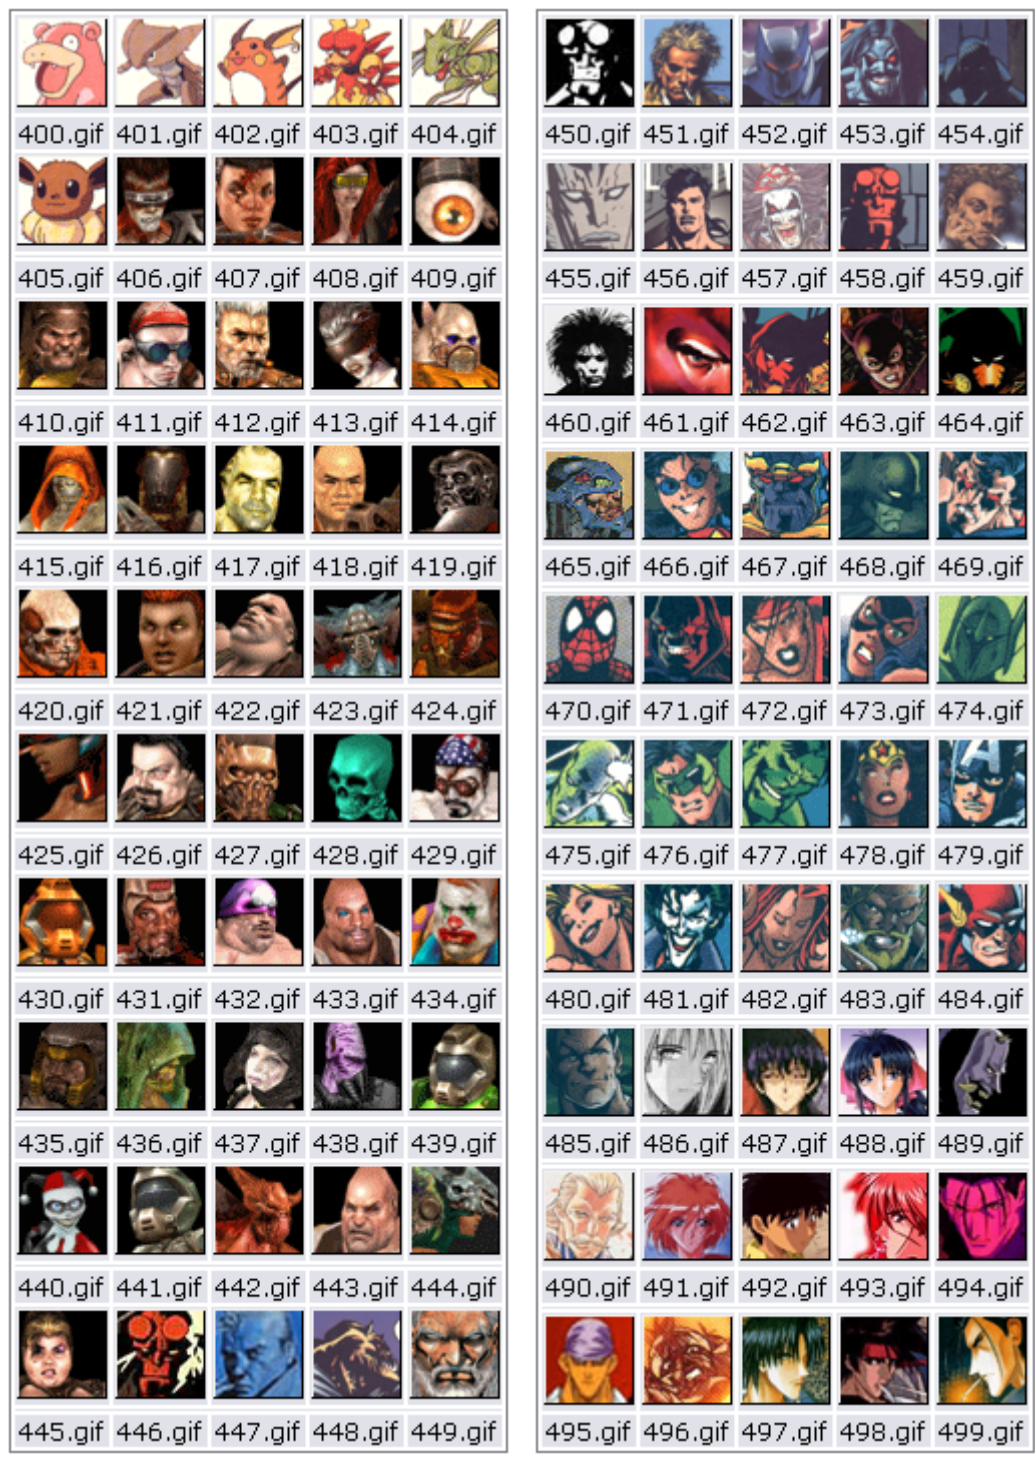 400.gif 401.gif 402.gif 403.gif 404.gif
405.gif 406.gif 407.gif 408.gif 409.gif
410.gif 411.gif 412.gif 413.gif 414.gif
415.gif 416.gif 417.gif 418.gif 419.gif
420.gif 421.gif 422.gif 423.gif 424.gif
425.gif 426.gif 427.gif 428.gif 429.gif
430.gif 431.gif 432.gif 433.gif 434.gif
435.gif 436.gif 437.gif 438.gif 439.gif
440.gif 441.gif 442.gif 443.gif 444.gif
445.gif 446.gif 447.gif 448.gif 449.gif
450.gif 451.gif 452.gif 453.gif 454.gif
455.gif 456.gif 457.gif 458.gif 459.gif
460.gif 461.gif 462.gif 463.gif 464.gif
465.gif 466.gif 467.gif 468.gif 469.gif
470.gif 471.gif 472.gif 473.gif 474.gif
475.gif 476.gif 477.gif 478.gif 479.gif
A
480.gif 481.gif 482.gif 483.gif 484.gif
485.gif 486.gif 487.gif 488.gif 489.gif
490.gif 491.gif 492.gif 493.gif 494.gif
495.gif 496.gif 497.gif 498.gif 499.gif